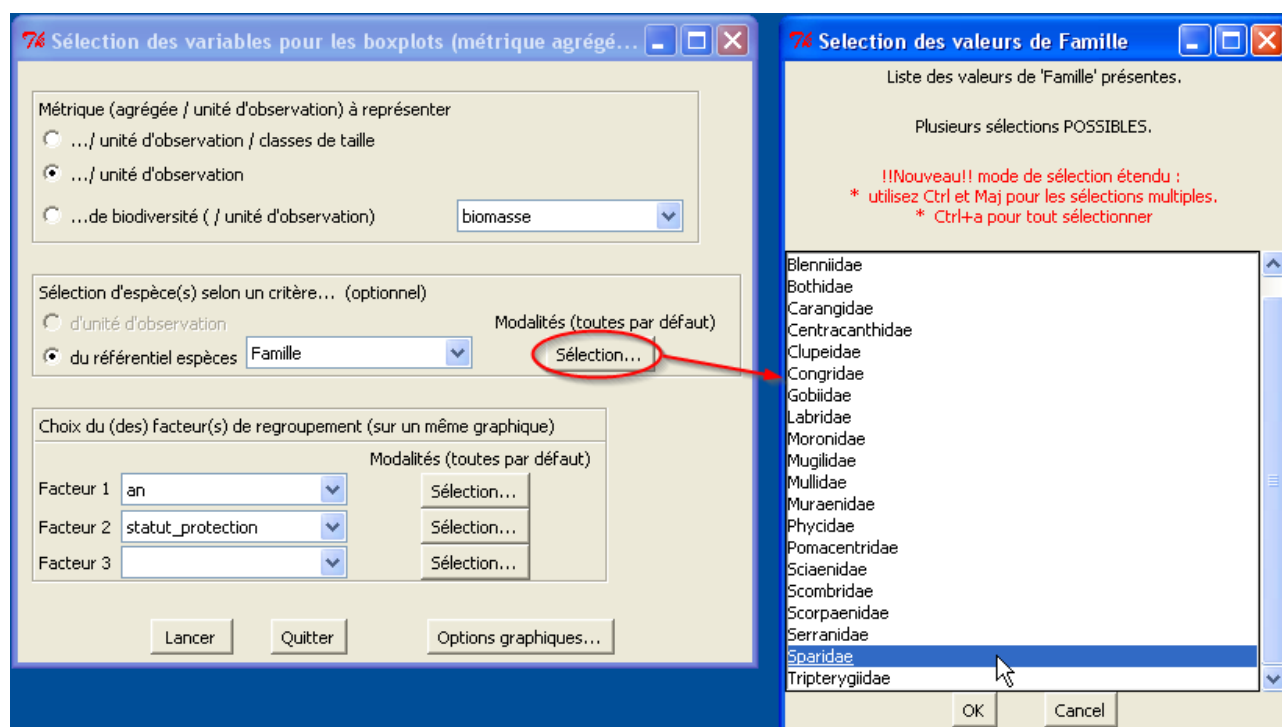 Sélection des variables pour les boxplots (métrique agrégé...
Métrique (agrégée / unité d'observation) à représenter
.../ unité d'observation / classes de taille
.../ unité d'observation
...de biodiversité ( / unité d'observation) biomasse
Sélection d'espèce(s) selon un critère... (optionnel)
d'unité d'observation Modalités (toutes par défaut)
du référentiel espèces Famille Sélection...
Choix du (des) facteur(s) de regroupement (sur un même graphique)
Modalités (toutes par défaut)
Facteur 1 an Sélection...
Facteur 2 statut_protection Sélection...
Facteur 3 Sélection...
Lancer Quitter Options graphiques...
Selection des valeurs de Famille
Liste des valeurs de 'Famille' présentes.
Plusieurs sélections POSSIBLES.
!!Nouveau!! mode de sélection étendu :
* utilisez Ctrl et Maj pour les sélections multiples.
* Ctrl+a pour tout sélectionner
Blenniidae
Bothidae
Carangidae
Centracanthidae
Clupeidae
Congridae
Gobiidae
Labridae
Moronidae
Mugilidae
Mullidae
Muraenidae
Phycidae
Pomacentridae
Sciaenidae
Scombridae
Scorpaenidae
Serranidae
Sparidae
Tripterygiidae
OK Cancel